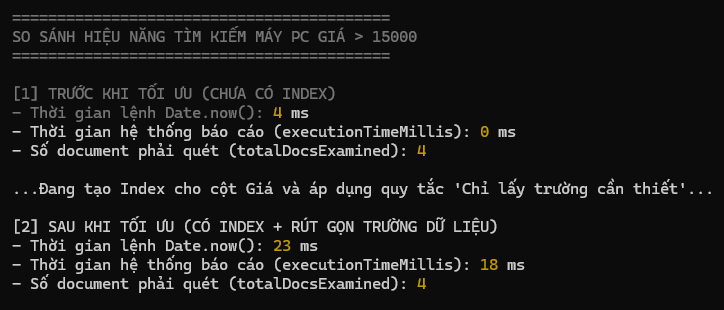 ==========================================
SO SÁNH HIỆU NĂNG TÌM KIẾM MÁY PC GIÁ > 15000
==========================================
[1] TRƯỚC KHI TỐI ƯU (CHƯA CÓ INDEX)
- Thời gian lệnh Date.now(): 4 ms
- Thời gian hệ thống báo cáo (executionTimeMillis): 0 ms
- Số document phải quét (totalDocsExamined): 4
...Đang tạo Index cho cột Giá và áp dụng quy tắc 'Chỉ lấy trường cần thiết'...
[2] SAU KHI TỐI ƯU (CÓ INDEX + RÚT GỌN TRƯỜNG DỮ LIỆU)
- Thời gian lệnh Date.now(): 23 ms
- Thời gian hệ thống báo cáo (executionTimeMillis): 18 ms
- Số document phải quét (totalDocsExamined): 4